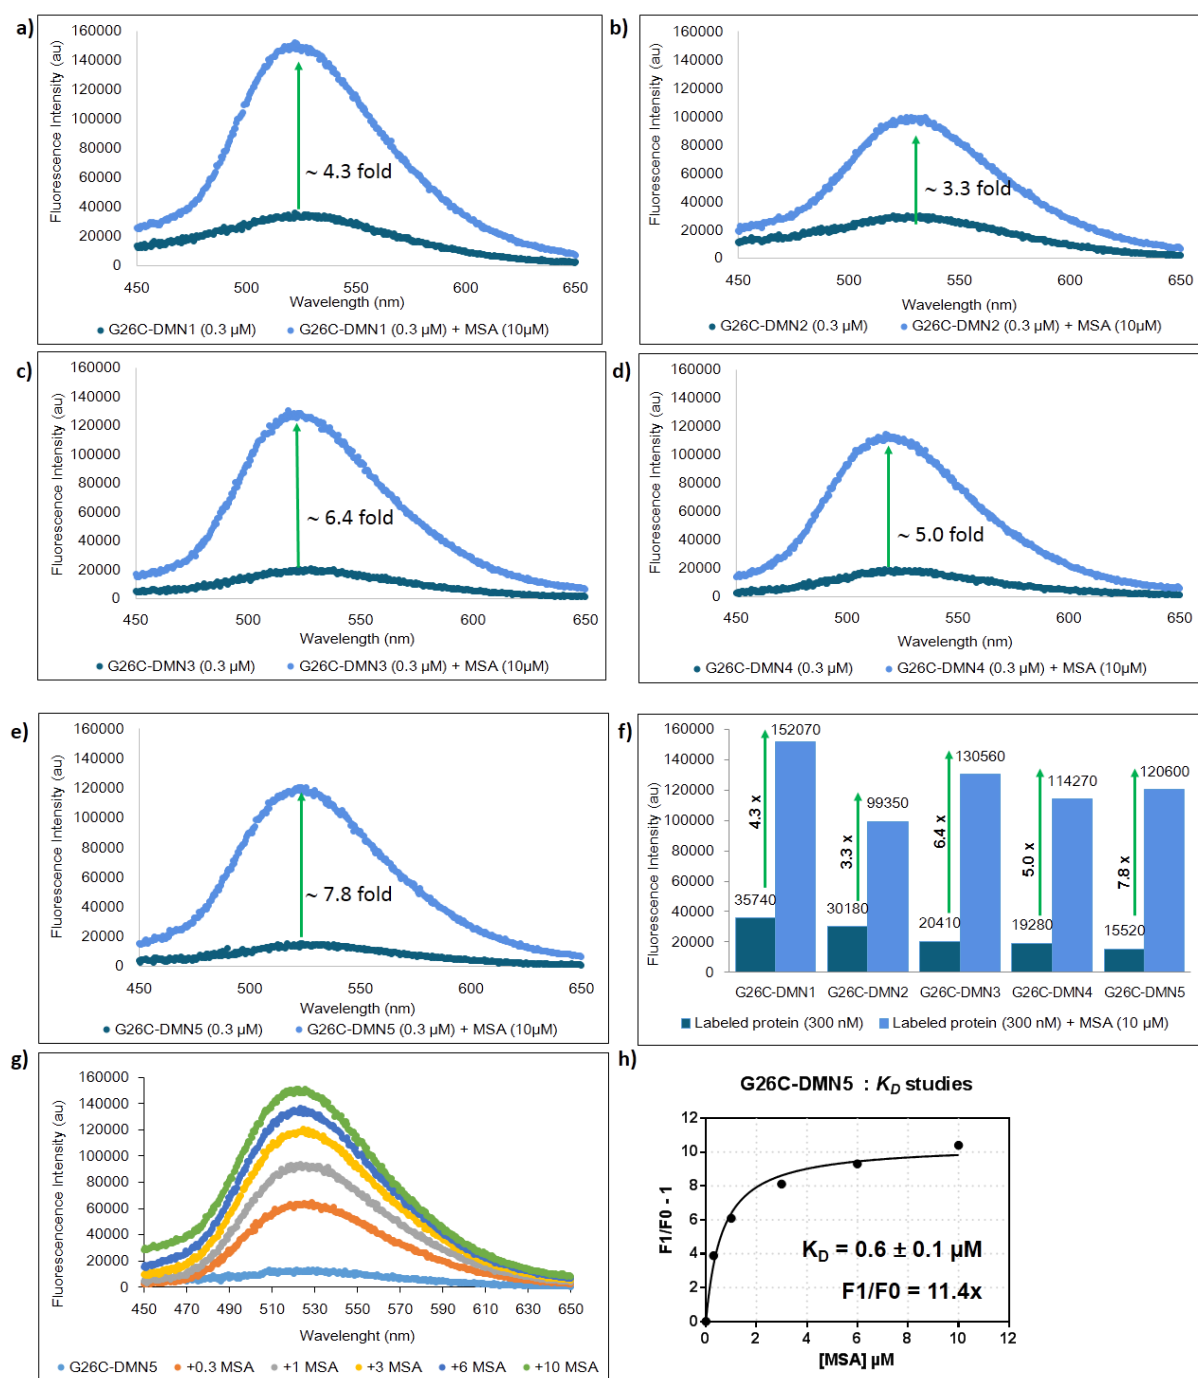 a)
160000
140000
120000
100000
80000
60000
40000
20000
0
Fluorescence Intensity (au)
~ 4.3 fold
450 500 550 600 650
Wavelength (nm)
G26C-DMN1 (0.3 µM) G26C-DMN1 (0.3 µM) + MSA (10µM)
b)
160000
140000
120000
100000
80000
60000
40000
20000
0
Fluorescence Intensity (au)
~ 3.3 fold
450 500 550 600 650
Wavelength (nm)
G26C-DMN2 (0.3 µM) G26C-DMN2 (0.3 µM) + MSA (10µM)
c)
160000
140000
120000
100000
80000
60000
40000
20000
0
Fluorescence Intensity (au)
~ 6.4 fold
450 500 550 600 650
Wavelength (nm)
G26C-DMN3 (0.3 µM) G26C-DMN3 (0.3 µM) + MSA (10µM)
d)
160000
140000
120000
100000
80000
60000
40000
20000
0
Fluorescence Intensity (au)
~ 5.0 fold
450 500 550 600 650
Wavelength (nm)
G26C-DMN4 (0.3 µM) G26C-DMN4 (0.3 µM) + MSA (10µM)
e)
160000
140000
120000
100000
80000
60000
40000
20000
0
Fluorescence Intensity (au)
~ 7.8 fold
450 500 550 600 650
Wavelength (nm)
G26C-DMN5 (0.3 µM) G26C-DMN5 (0.3 µM) + MSA (10µM)
f)
160000
140000
120000
100000
80000
60000
40000
20000
0
Fluorescence Intensity (au)
152070
130560
114270
120600
99350
35740
30180
20410
19280
15520
4.3 x
3.3 x
6.4 x
5.0 x
7.8 x
G26C-DMN1 G26C-DMN2 G26C-DMN3 G26C-DMN4 G26C-DMN5
Labeled protein (300 nM) Labeled protein (300 nM) + MSA (10 µM)
g)
160000
140000
120000
100000
80000
60000
40000
20000
0
Fluorescencence Intensity (au)
450 470 490 510 530 550 570 590 610 630 650
Wavelenght (nm)
G26C-DMN5 +0.3 MSA +1 MSA +3 MSA +6 MSA +10 MSA
h)
G26C-DMN5 : KD studies
12
10
8
6
4
2
0
F1/F0 - 1
KD = 0.6 ± 0.1 µM
F1/F0 = 11.4x
0 2 4 6 8 10 12
[MSA] µM